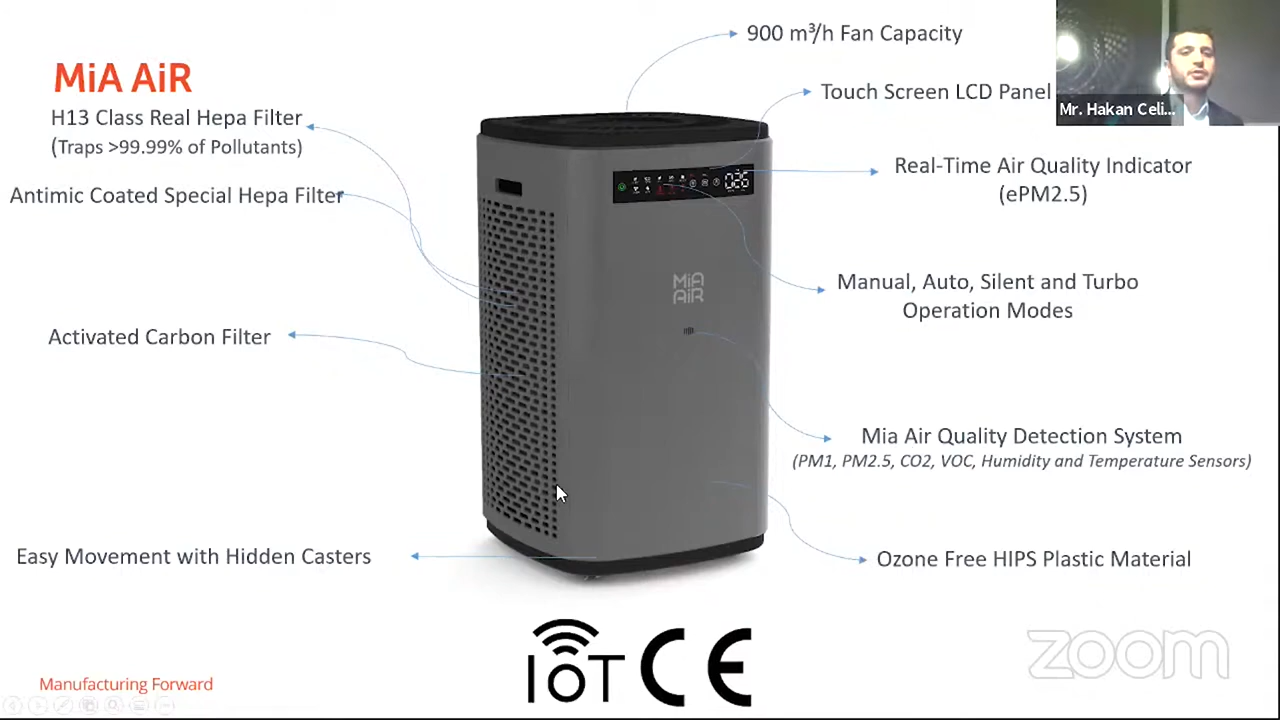 900 m³/h Fan Capacity
MiA AiR
H13 Class Real Hepa Filter
(Traps >99.99% of Pollutants)
Touch Screen LCD Panel
Mr. Hakan Celi...
Antimic Coated Special Hepa Filter
Real-Time Air Quality Indicator
(ePM2.5)
026
MiA
AiR
Manual, Auto, Silent and Turbo
Operation Modes
Activated Carbon Filter
Mia Air Quality Detection System
(PM1, PM2.5, CO2, VOC, Humidity and Temperature Sensors)
Easy Movement with Hidden Casters
Ozone Free HIPS Plastic Material
IoT CE
zoom
Manufacturing Forward